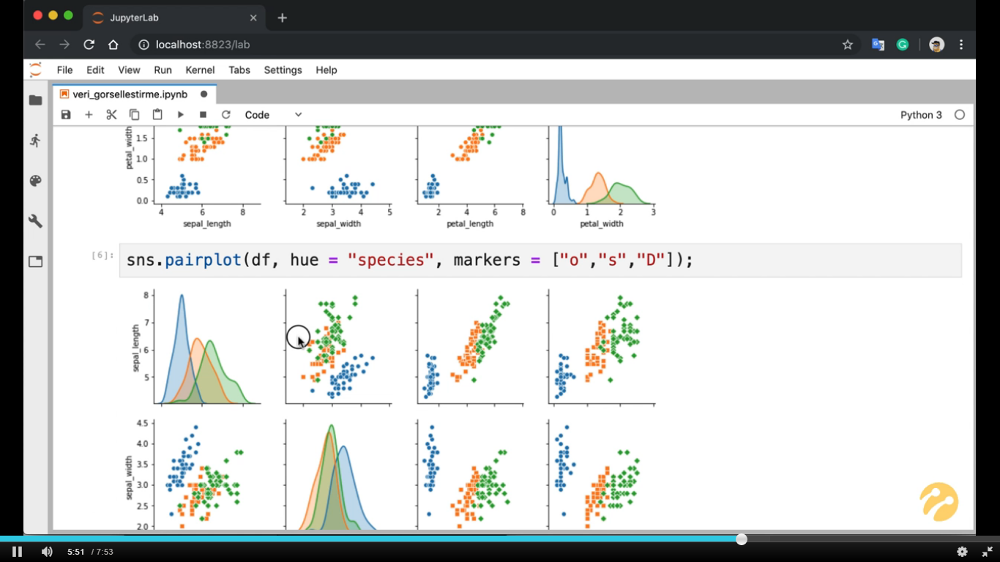 JupyterLab
localhost:8823/lab
File Edit View Run Kernel Tabs Settings Help
veri_gorsellestirme.ipynb
Code
Python 3
petal_width
1.5
1.0
0.5
0.0
4 6 8 2 3 4 5 2 4 6 8 0 1 2 3
sepal_length sepal_width petal_length petal_width
[6]: sns.pairplot(df, hue = "species", markers = ["o","s","D"]);
sepal_length
8
7
6
5
sepal_width
4.5
4.0
3.5
3.0
2.5
2.0
5:51 / 7:53